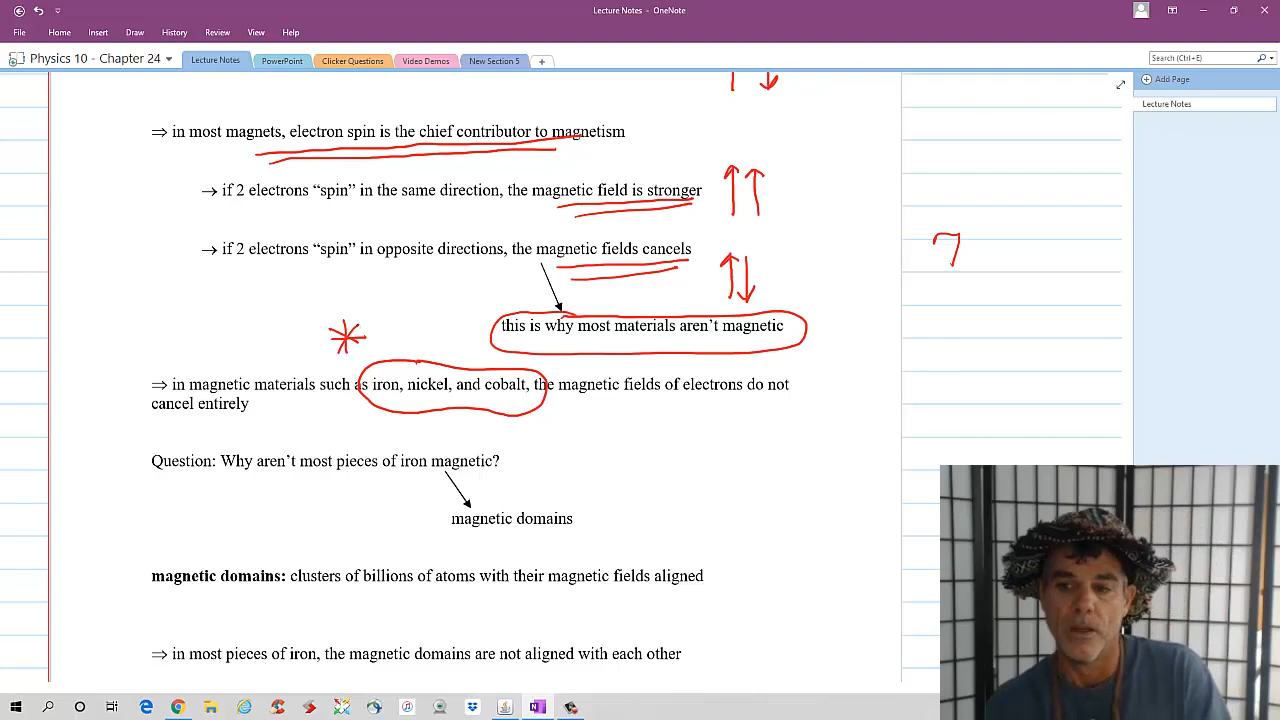 Lecture Notes - OneNote
File Home Insert Draw History Review View Help
Physics 10 - Chapter 24 Lecture Notes PowerPoint Clicker Questions Video Demos New Section 5 Search (Ctrl+E)
Add Page
Lecture Notes
⇒ in most magnets, electron spin is the chief contributor to magnetism
→ if 2 electrons “spin” in the same direction, the magnetic field is stronger
→ if 2 electrons “spin” in opposite directions, the magnetic fields cancels
7
this is why most materials aren’t magnetic
⇒ in magnetic materials such as iron, nickel, and cobalt, the magnetic fields of electrons do not
cancel entirely
Question: Why aren’t most pieces of iron magnetic?
magnetic domains
magnetic domains: clusters of billions of atoms with their magnetic fields aligned
⇒ in most pieces of iron, the magnetic domains are not aligned with each other